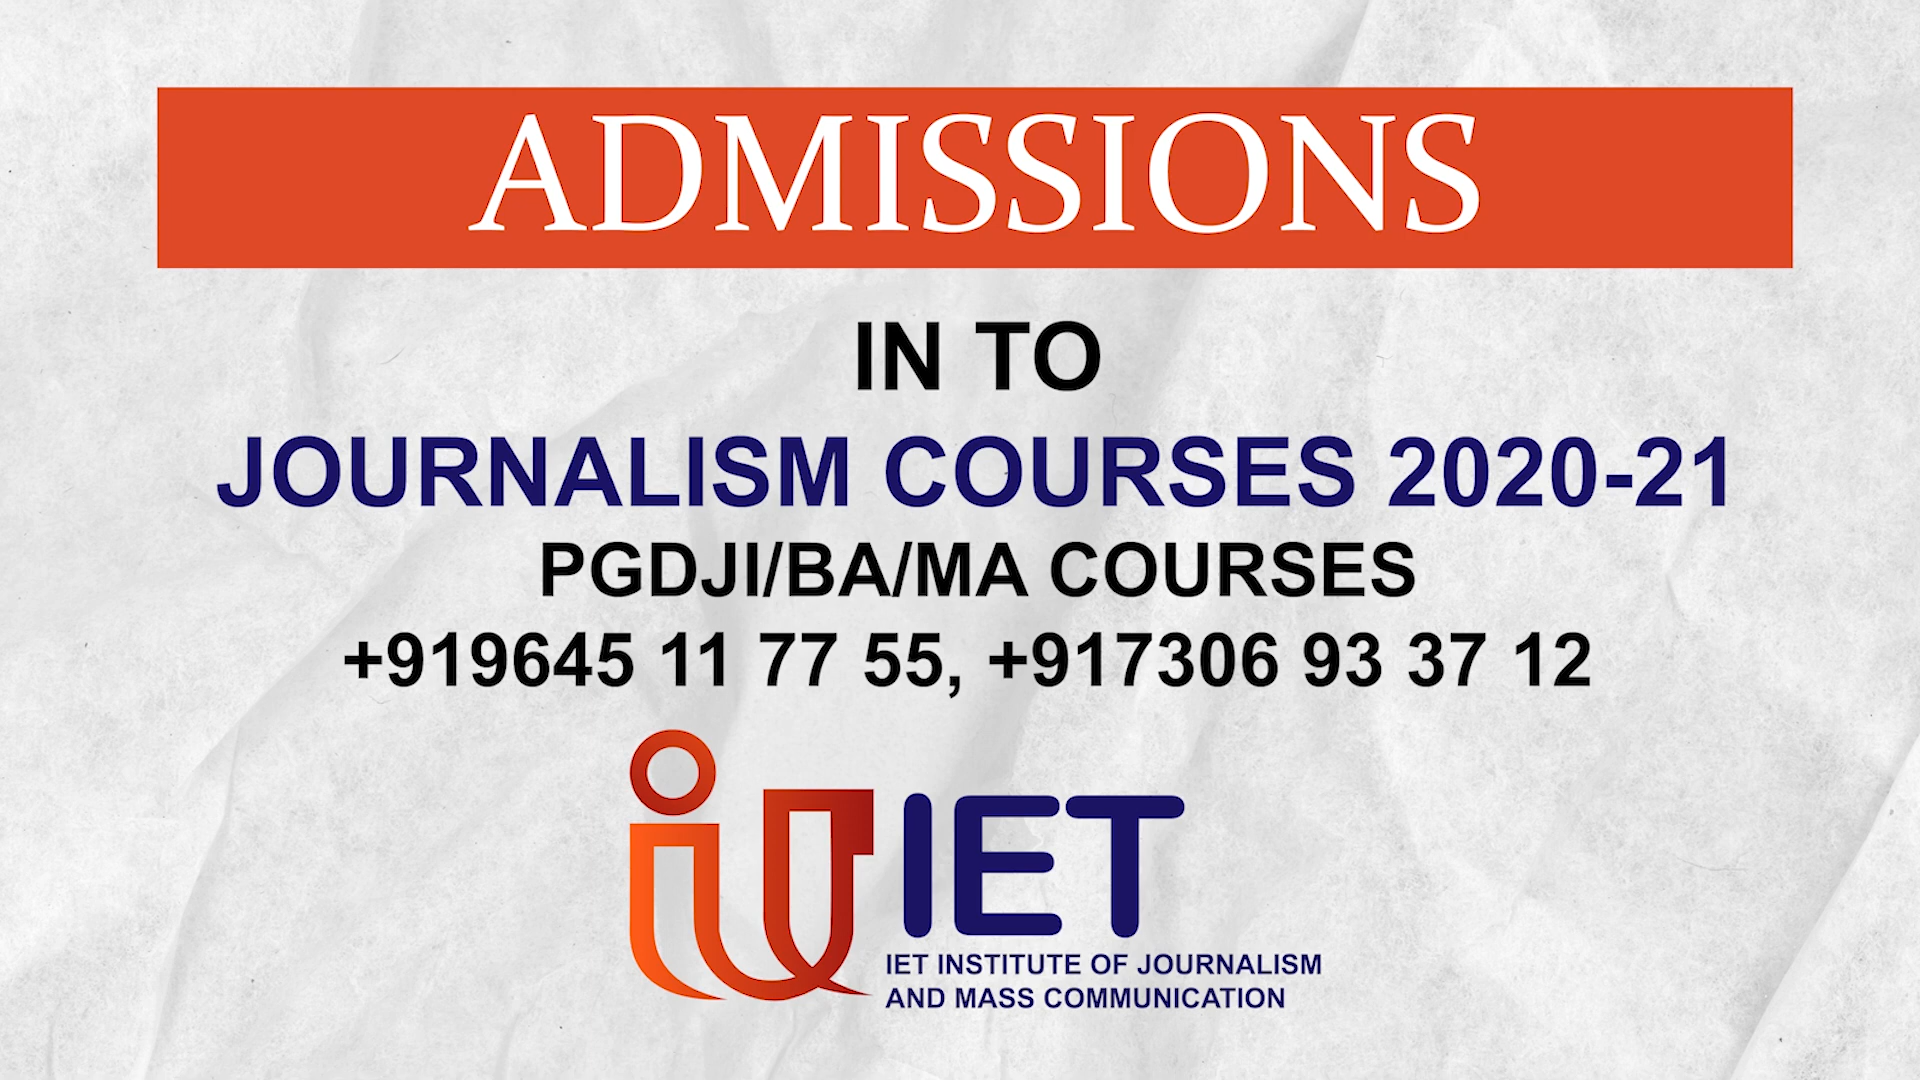 ADMISSIONS
IN TO
JOURNALISM COURSES 2020-21
PGDJI/BA/MA COURSES
+919645 11 77 55, +917306 93 37 12
IET
IET INSTITUTE OF JOURNALISM
AND MASS COMMUNICATION